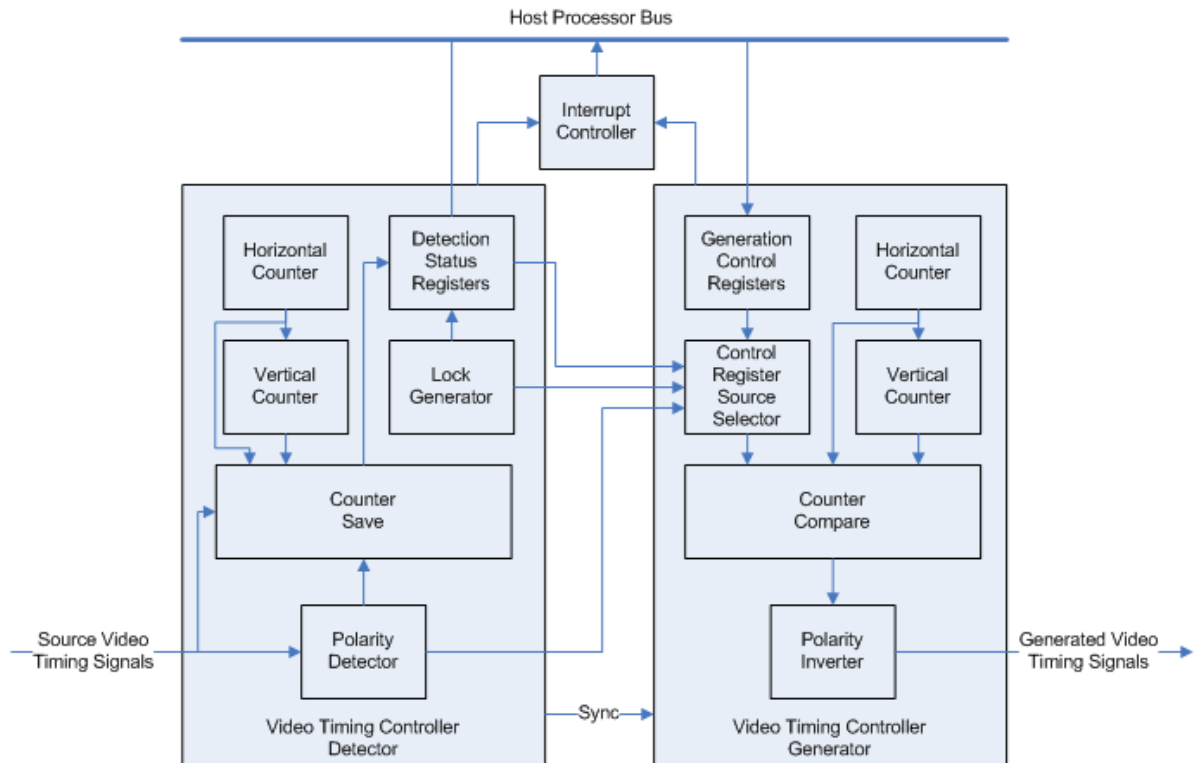 Host Processor Bus
Interrupt
Controller
Horizontal
Counter
Detection
Status
Registers
Generation
Control
Registers
Horizontal
Counter
Vertical
Counter
Lock
Generator
Control
Register
Source
Selector
Vertical
Counter
Counter
Save
Counter
Compare
Source Video
Timing Signals
Polarity
Detector
Polarity
Inverter
Generated Video
Timing Signals
Video Timing Controller
Detector
Sync
Video Timing Controller
Generator